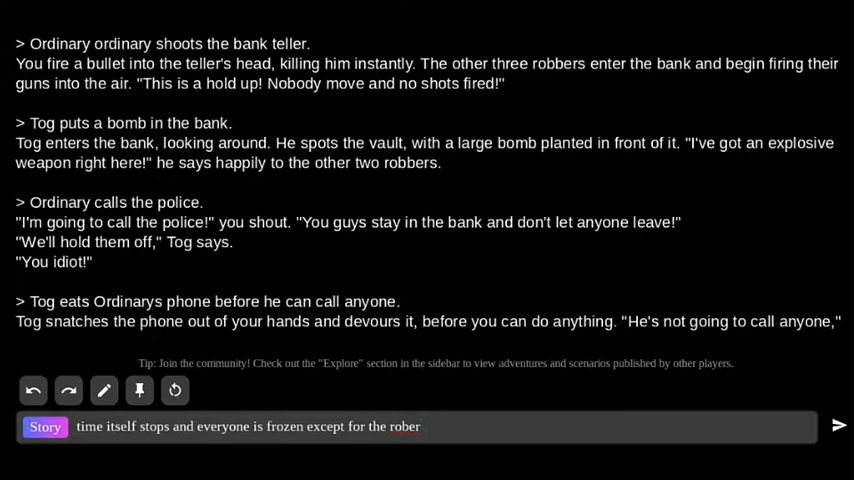 > Ordinary ordinary shoots the bank teller.
You fire a bullet into the teller's head, killing him instantly. The other three robbers enter the bank and begin firing their
guns into the air. "This is a hold up! Nobody move and no shots fired!"
> Tog puts a bomb in the bank.
Tog enters the bank, looking around. He spots the vault, with a large bomb planted in front of it. "I've got an explosive
weapon right here!" he says happily to the other two robbers.
> Ordinary calls the police.
"I'm going to call the police!" you shout. "You guys stay in the bank and don't let anyone leave!"
"We'll hold them off," Tog says.
"You idiot!"
> Tog eats Ordinarys phone before he can call anyone.
Tog snatches the phone out of your hands and devours it, before you can do anything. "He's not going to call anyone,"
Tip: Join the community! Check out the "Explore" section in the sidebar to view adventures and scenarios published by other players.
Story time itself stops and everyone is frozen except for the rober